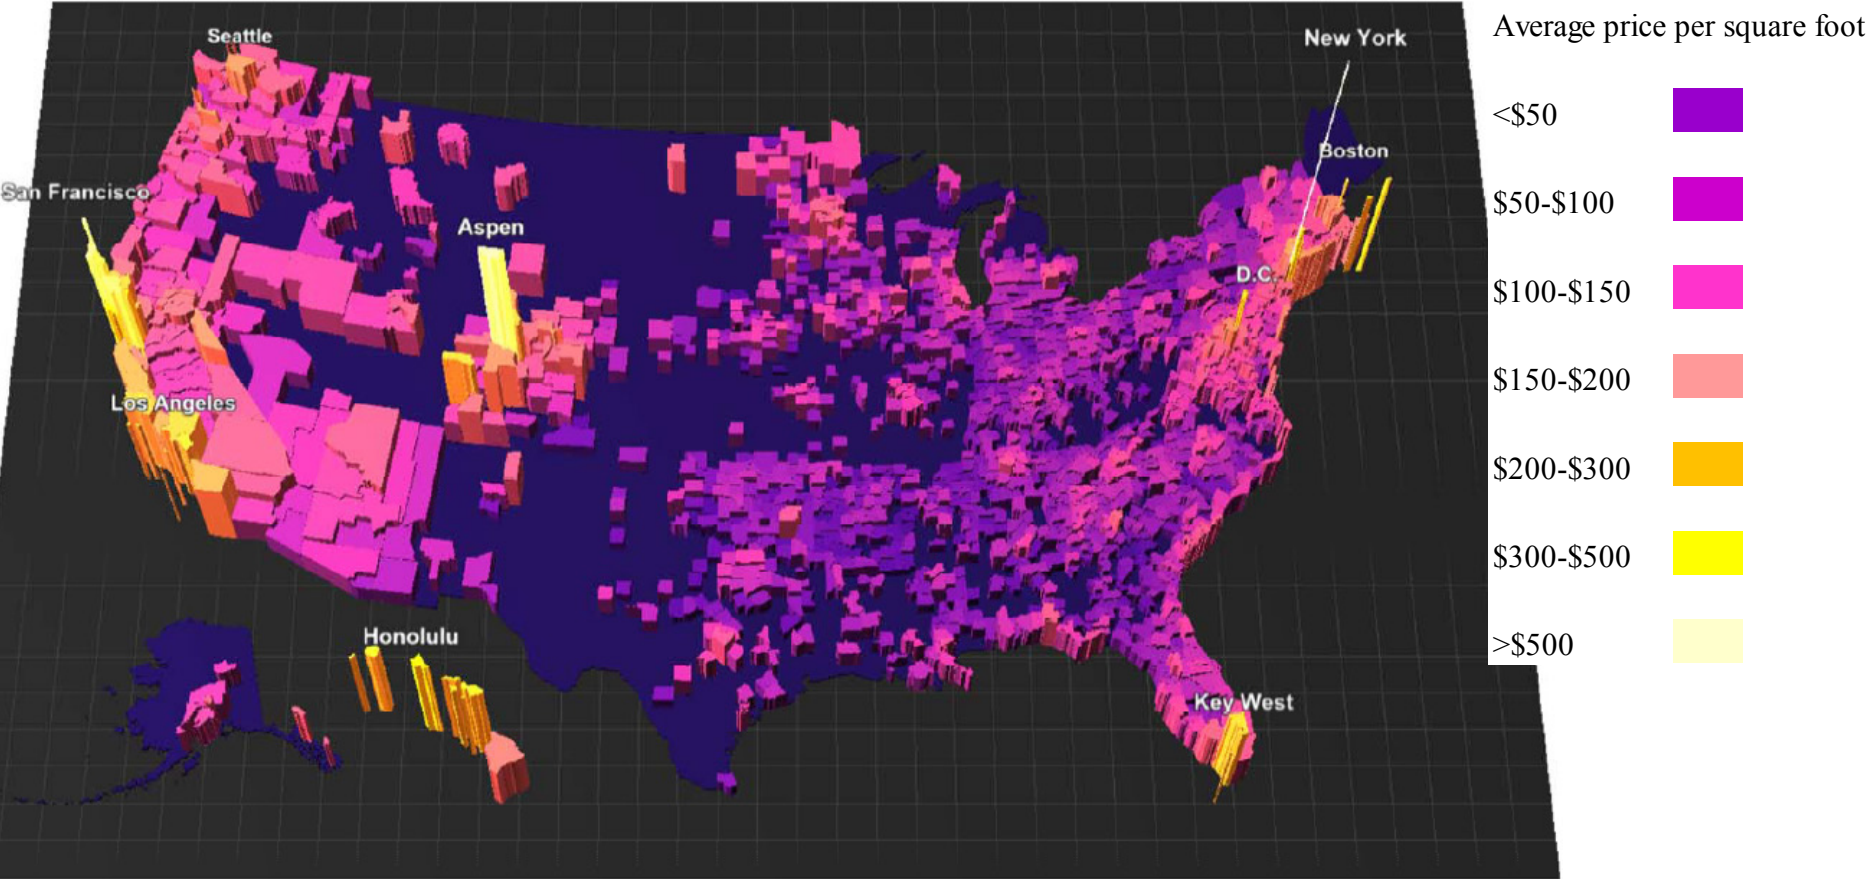 Average price per square foot
New York
Seattle
<$50
Boston
San Francisco
$50-$100
Aspen
D.C.
$100-$150
$150-$200
Los Angeles
$200-$300
$300-$500
Honolulu
>$500
Key West